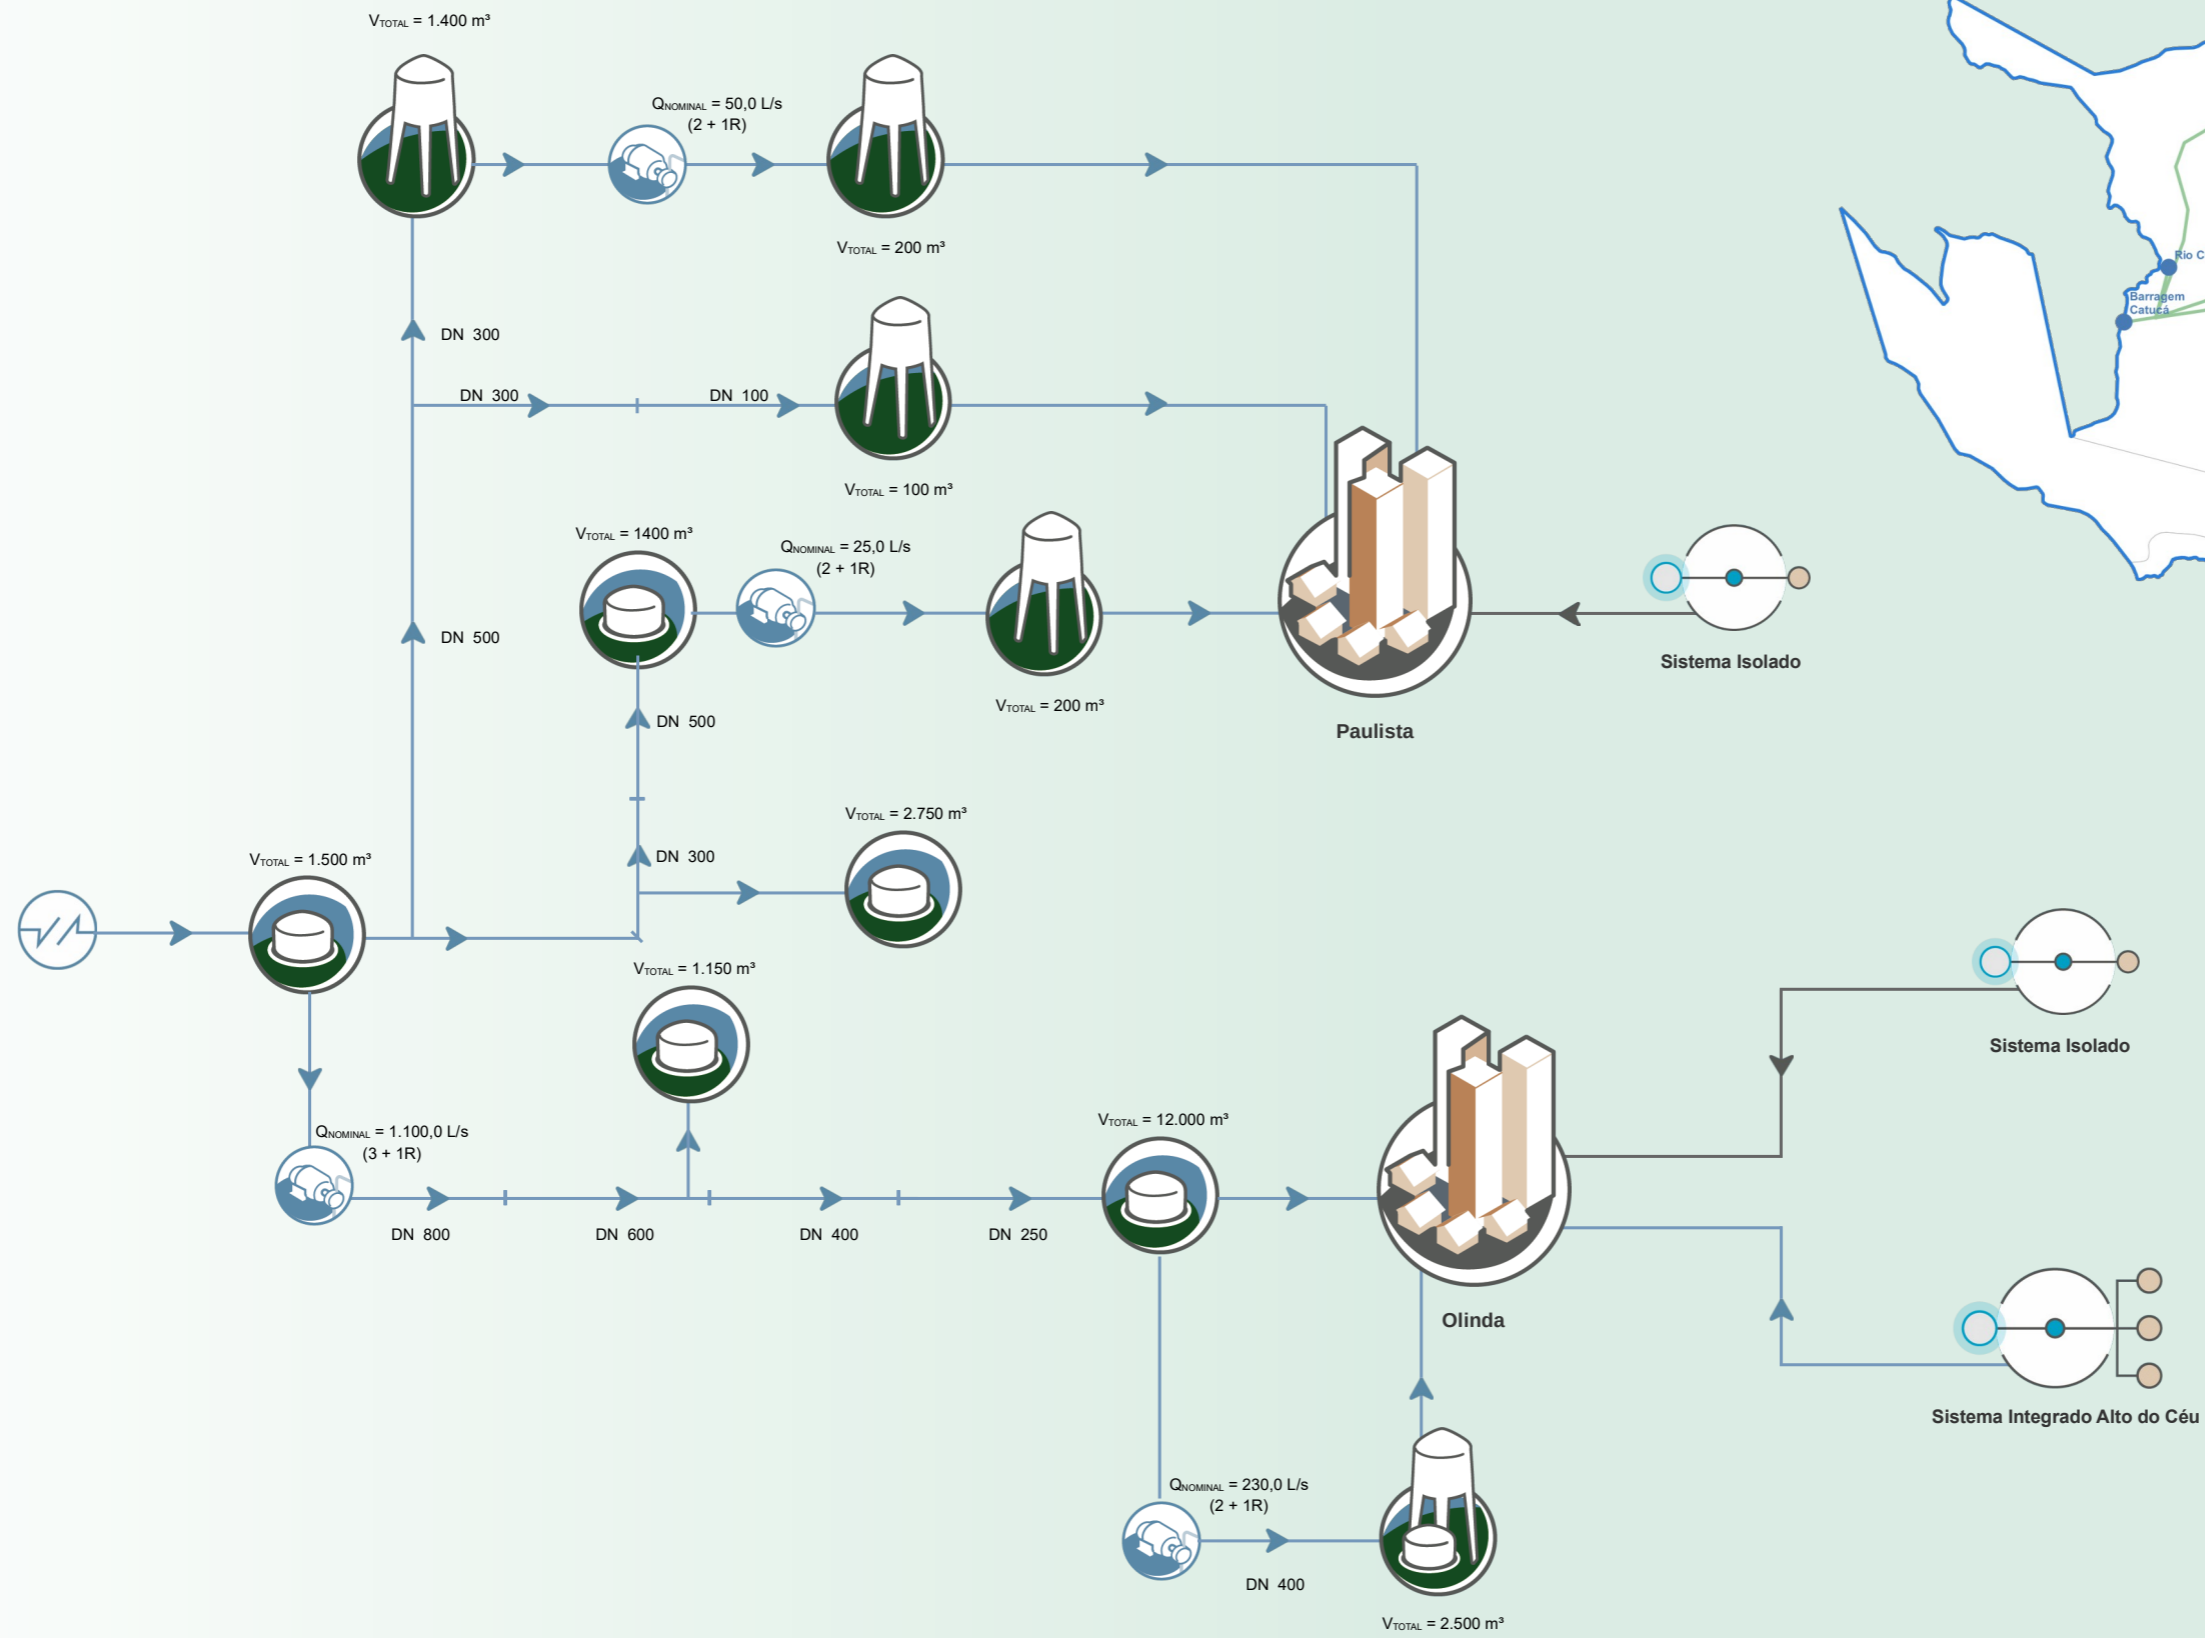 VTOTAL = 1.400 m³
QNOMINAL = 50,0 L/s
(2 + 1R)
VTOTAL = 200 m³
Rio C
Barragem
Catucá
DN 300
DN 300
DN 100
VTOTAL = 100 m³
VTOTAL = 1400 m³
QNOMINAL = 25,0 L/s
(2 + 1R)
DN 500
Sistema Isolado
VTOTAL = 200 m³
DN 500
Paulista
VTOTAL = 2.750 m³
DN 300
VTOTAL = 1.500 m³
VTOTAL = 1.150 m³
Sistema Isolado
VTOTAL = 12.000 m³
QNOMINAL = 1.100,0 L/s
(3 + 1R)
DN 800
DN 600
DN 400
DN 250
Olinda
Sistema Integrado Alto do Céu
QNOMINAL = 230,0 L/s
(2 + 1R)
DN 400
VTOTAL = 2.500 m³